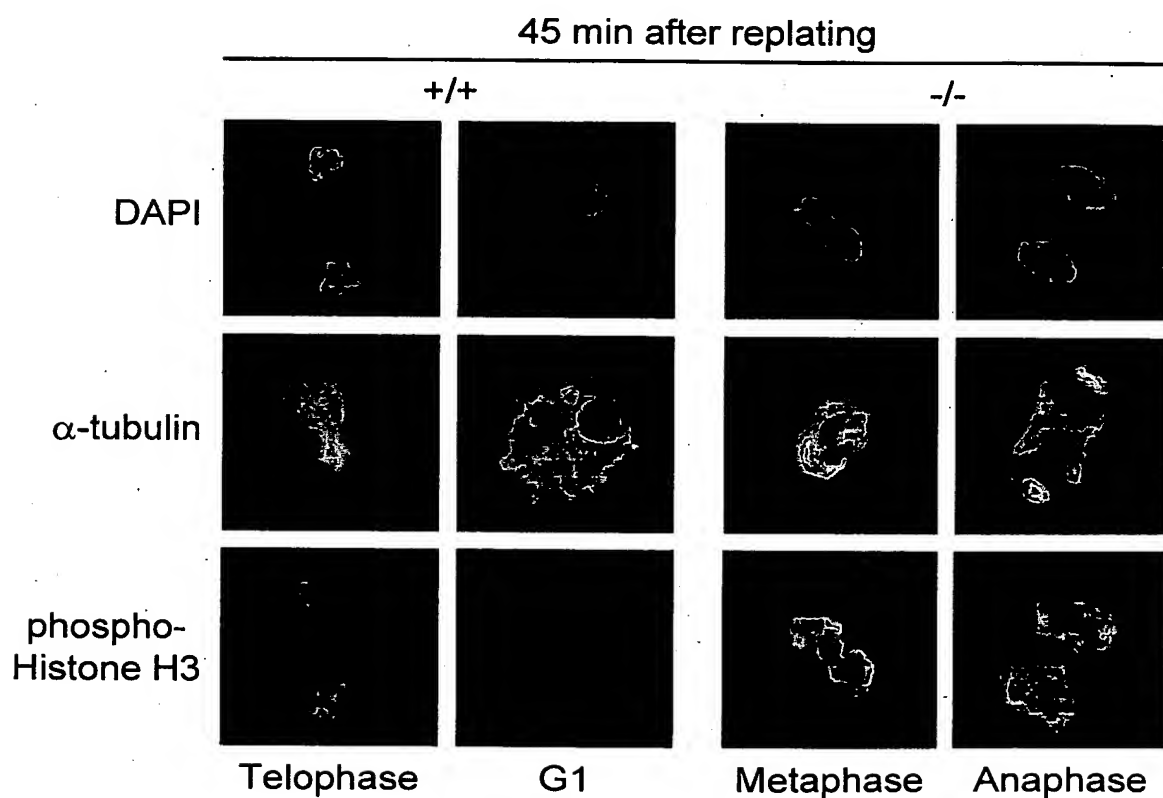 45 min after replating
+/+ -/-
DAPI
α-tubulin
phospho-
Histone H3
Telophase G1 Metaphase Anaphase